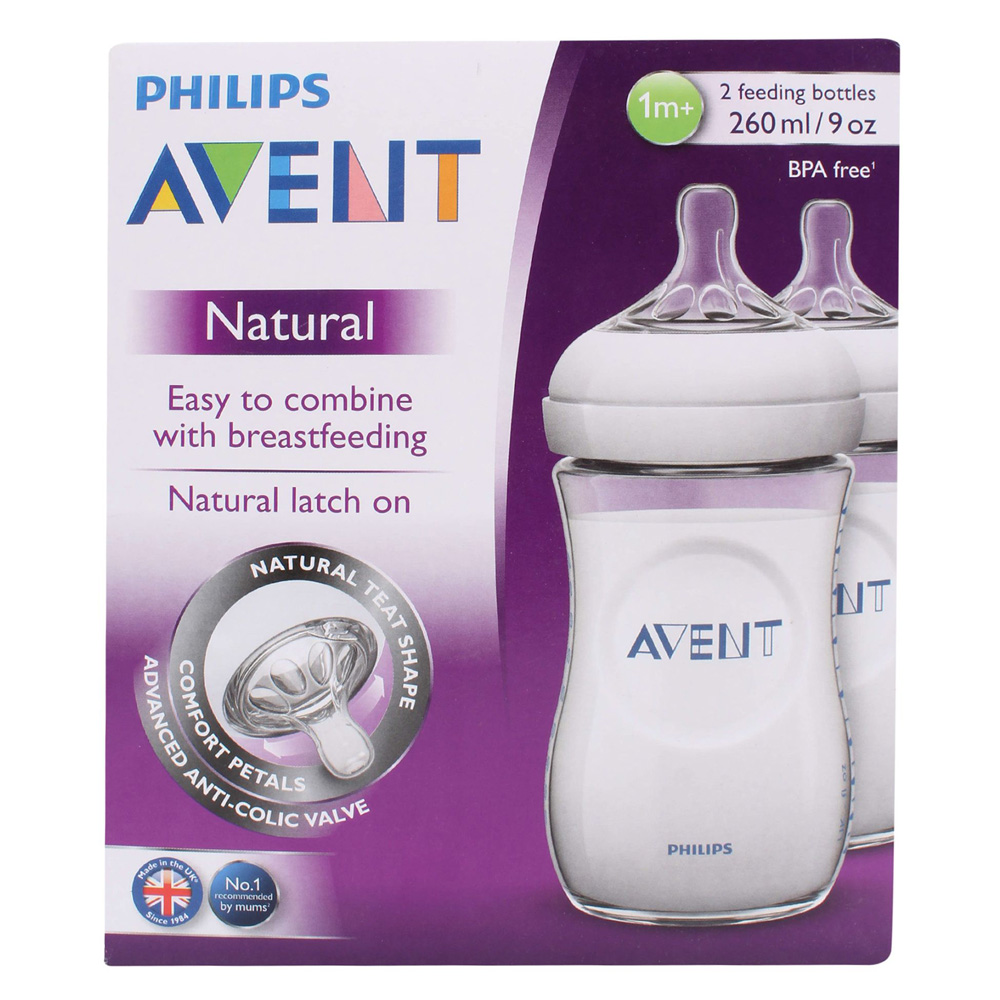 PHILIPS
AVENT
1m+
2 feeding bottles
260 ml / 9 oz
BPA free¹
Natural
Easy to combine
with breastfeeding
Natural latch on
NATURAL TEAT SHAPE
COMFORT PETALS
ADVANCED ANTI-COLIC VALVE
AVENT
NT
PHILIPS
Made in the UK
Since 1984
No.1
recommended
by mums²